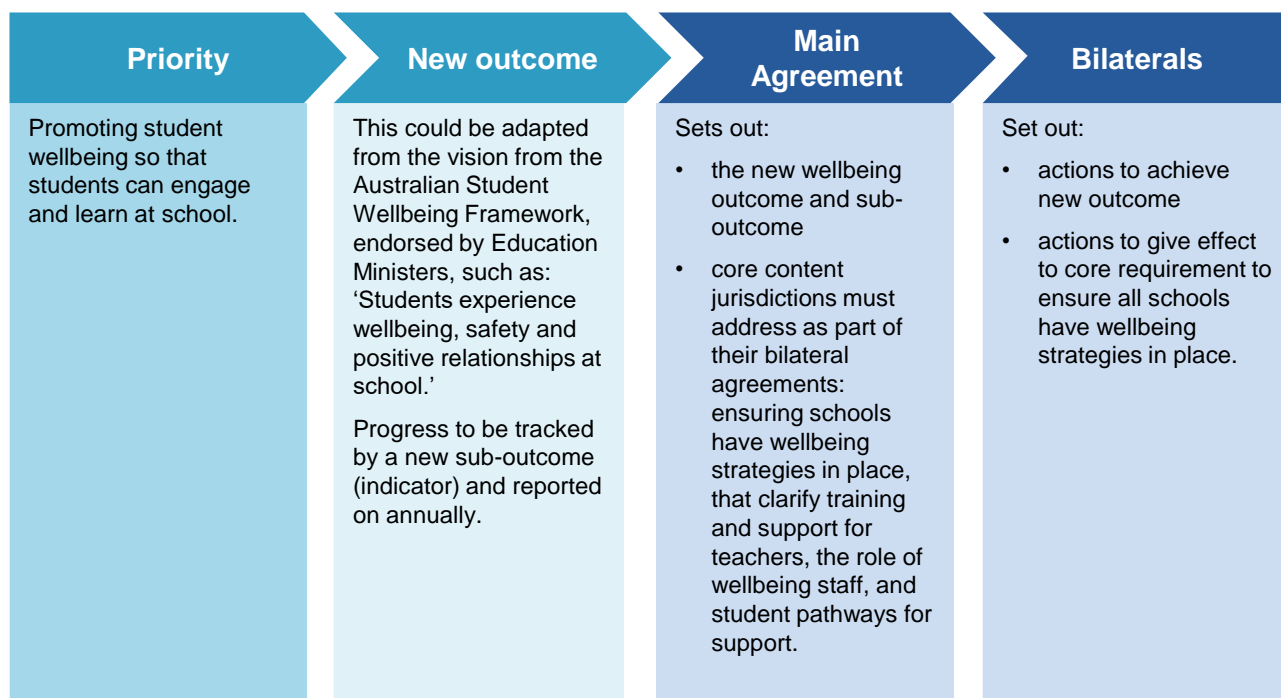 Priority
New outcome
Main
Agreement
Bilaterals
Promoting student
wellbeing so that
students can engage
and learn at school.
This could be adapted
from the vision from the
Australian Student
Wellbeing Framework,
endorsed by Education
Ministers, such as:
‘Students experience
wellbeing, safety and
positive relationships at
school.’
Progress to be tracked
by a new sub-outcome
(indicator) and reported
on annually.
Sets out:
• the new wellbeing
outcome and sub-
outcome
• core content
jurisdictions must
address as part of
their bilateral
agreements:
ensuring schools
have wellbeing
strategies in place,
that clarify training
and support for
teachers, the role of
wellbeing staff, and
student pathways for
support.
Set out:
• actions to achieve
new outcome
• actions to give effect
to core requirement to
ensure all schools
have wellbeing
strategies in place.